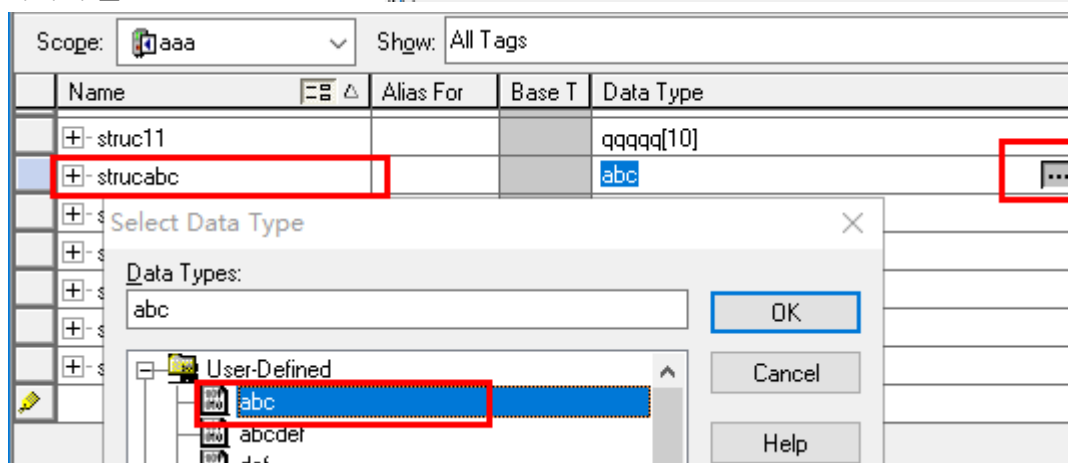 Scope: aaa Show: All Tags
Name Alias For Base T Data Type
struc11 qqqqq[10]
strucabc abc ...
s
Select Data Type
s
Data Types:
s
abc OK
s
s
User-Defined Cancel
abc
abcdef Help
def